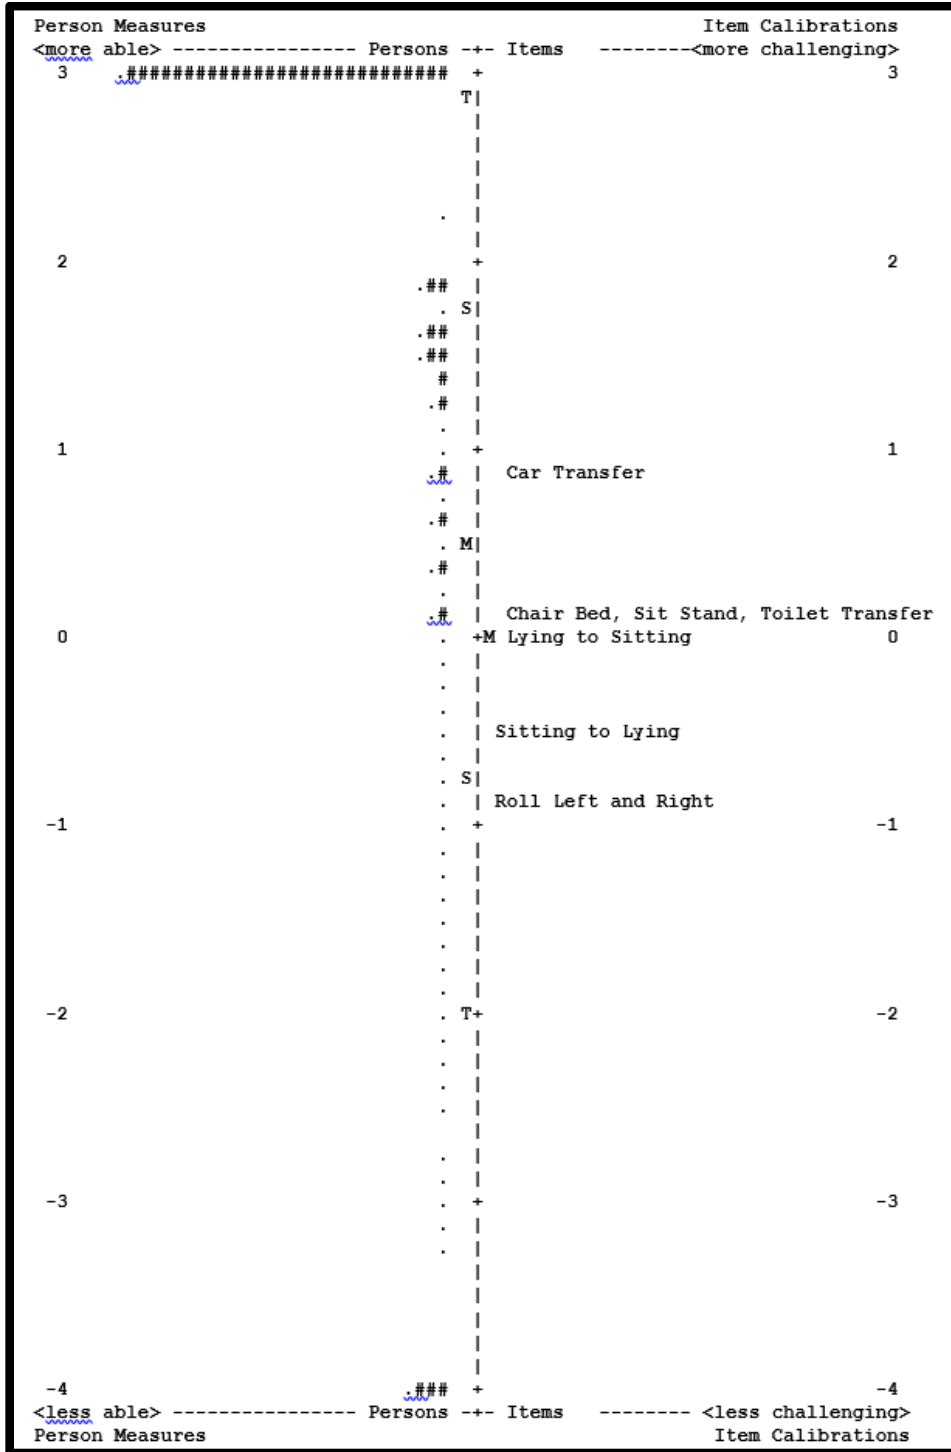 Person Measures Item Calibrations
<more able> ---------------- Persons -+- Items --------<more challenging>
3 .############################ + 3
T|
|
|
|
|
. |
|
2 + 2
.## |
. S|
.## |
.## |
# |
.# |
. |
1 . + 1
.# | Car Transfer
. |
.# |
. M|
.# |
. |
.# | Chair Bed, Sit Stand, Toilet Transfer
0 . +M Lying to Sitting 0
. |
. |
. |
. | Sitting to Lying
. |
. S|
. | Roll Left and Right
-1 . + -1
. |
. |
. |
. |
. |
. |
. |
-2 . T+ -2
. |
. |
. |
. |
|
. |
. |
-3 . + -3
. |
. |
|
|
|
|
|
-4 .### + -4
<less able> ---------------- Persons -+- Items -------- <less challenging>
Person Measures Item Calibrations